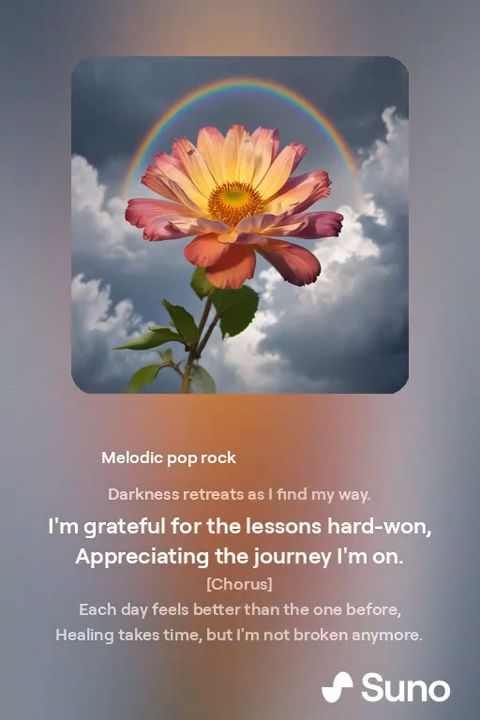 Melodic pop rock
Darkness retreats as I find my way.
I'm grateful for the lessons hard-won,
Appreciating the journey I'm on.
[Chorus]
Each day feels better than the one before,
Healing takes time, but I'm not broken anymore.
Suno